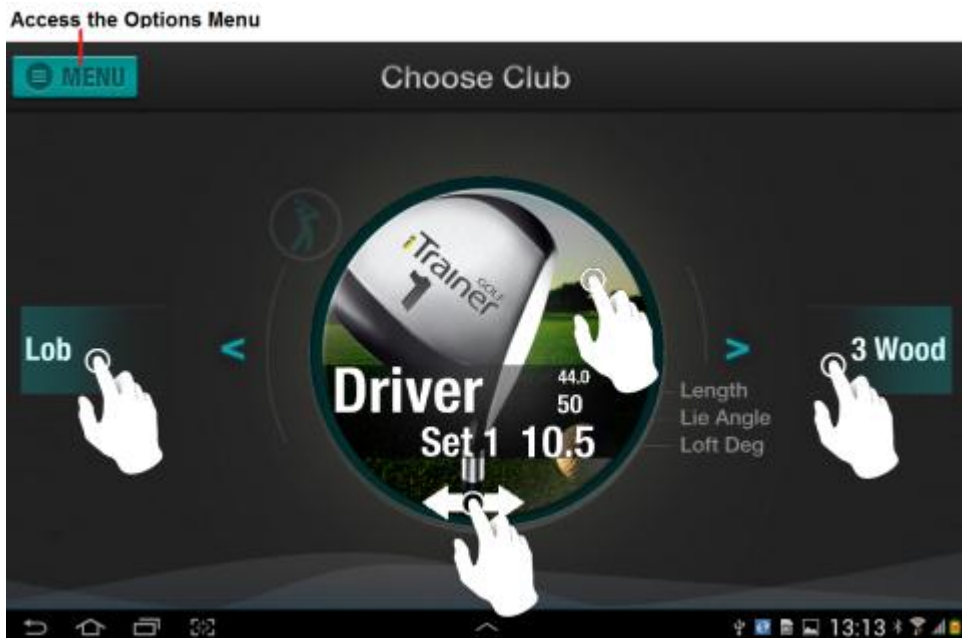 Access the Options Menu
MENU
Choose Club
iTrainer
GOLF
1
Lob
<
>
3 Wood
Driver
44.0
50
Set 1
10.5
Length
Lie Angle
Loft Deg
13:13